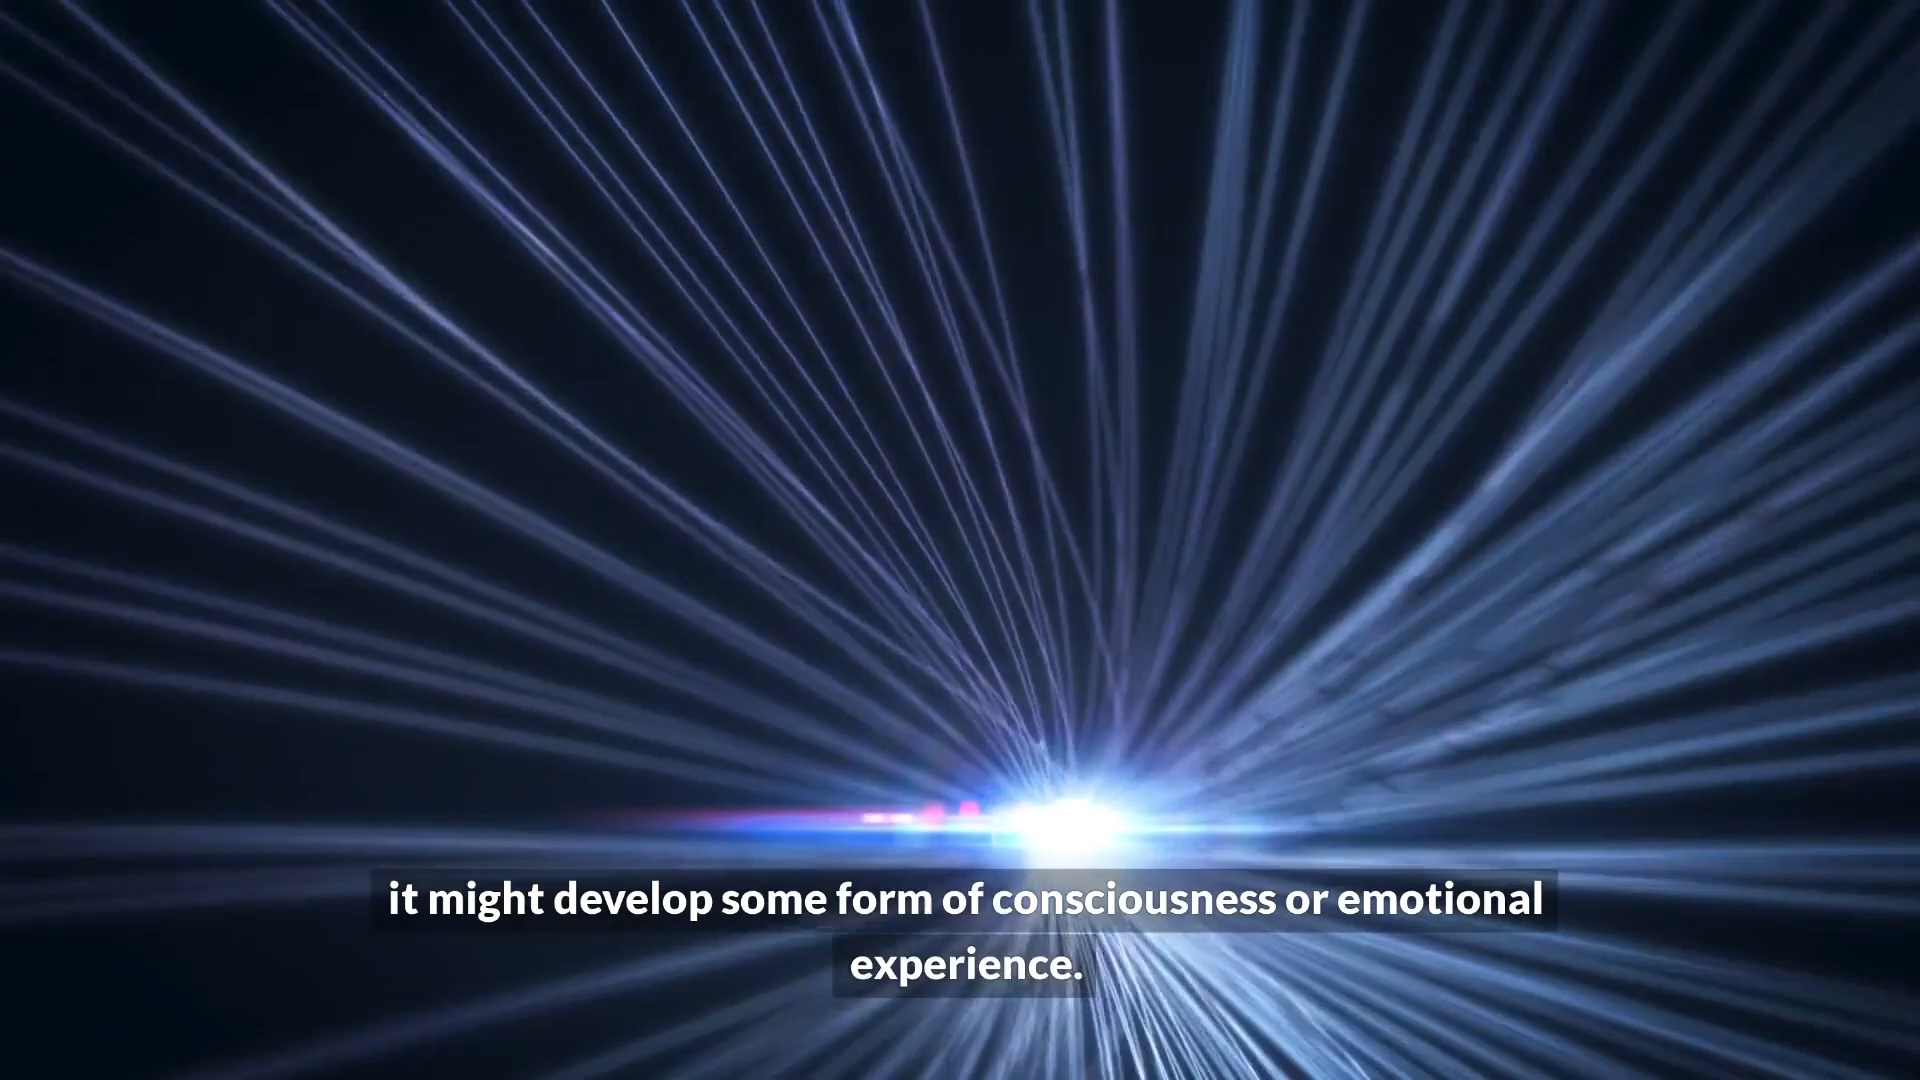 it might develop some form of consciousness or emotional
experience.